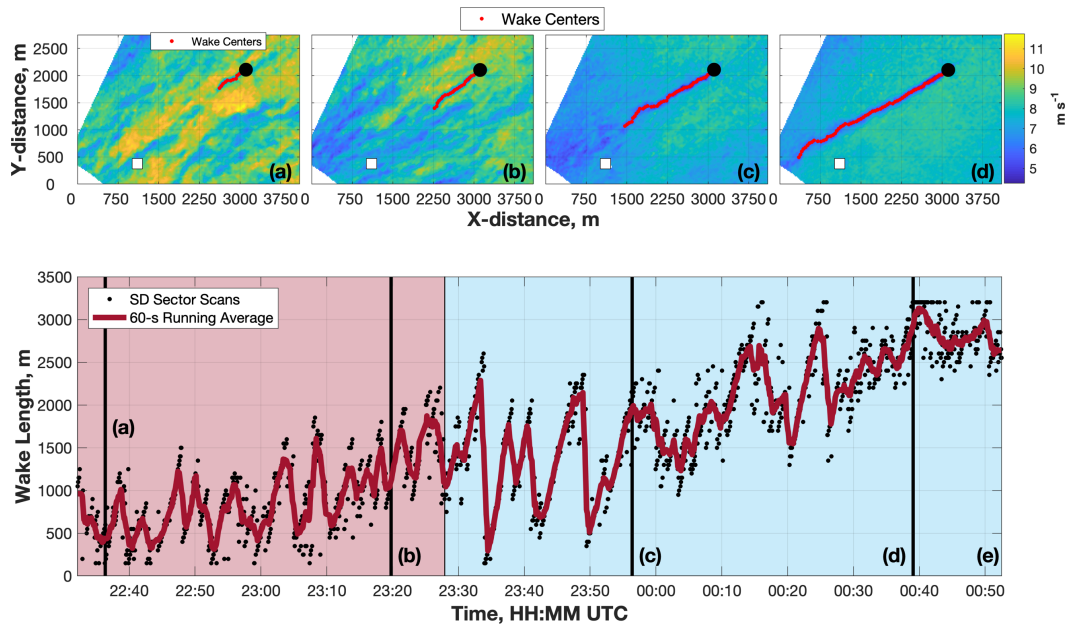 Wake Centers
Wake Centers
2500
2000
1500
1000
500
0
Y-distance, m
(a)
(b)
(c)
(d)
11
10
9
8
7
6
5
m s⁻¹
0 750 1500 2250 3000 3750 0 750 1500 2250 3000 3750 0 750 1500 2250 3000 3750 0 750 1500 2250 3000 3750
X-distance, m
3500
3000
2500
2000
1500
1000
500
0
Wake Length, m
SD Sector Scans
60-s Running Average
(a)
(b)
(c)
(d)
(e)
22:40 22:50 23:00 23:10 23:20 23:30 23:40 23:50 00:00 00:10 00:20 00:30 00:40 00:50
Time, HH:MM UTC